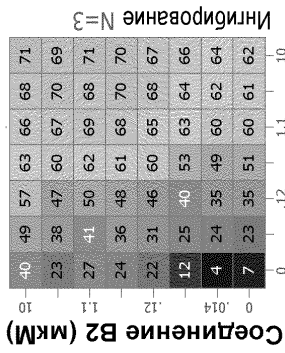 Ингибирование N=3
Соединение B2 (мкМ)
10 40 49 57 63 66 68 71
23 38 47 60 67 70 69
1.1 27 41 50 62 69 68 71
24 36 48 61 68 70 70
.12 22 31 46 60 65 68 67
12 25 40 53 63 64 66
.014 4 24 35 49 60 62 64
0 7 23 35 51 60 61 62
0 .12 1.1 10